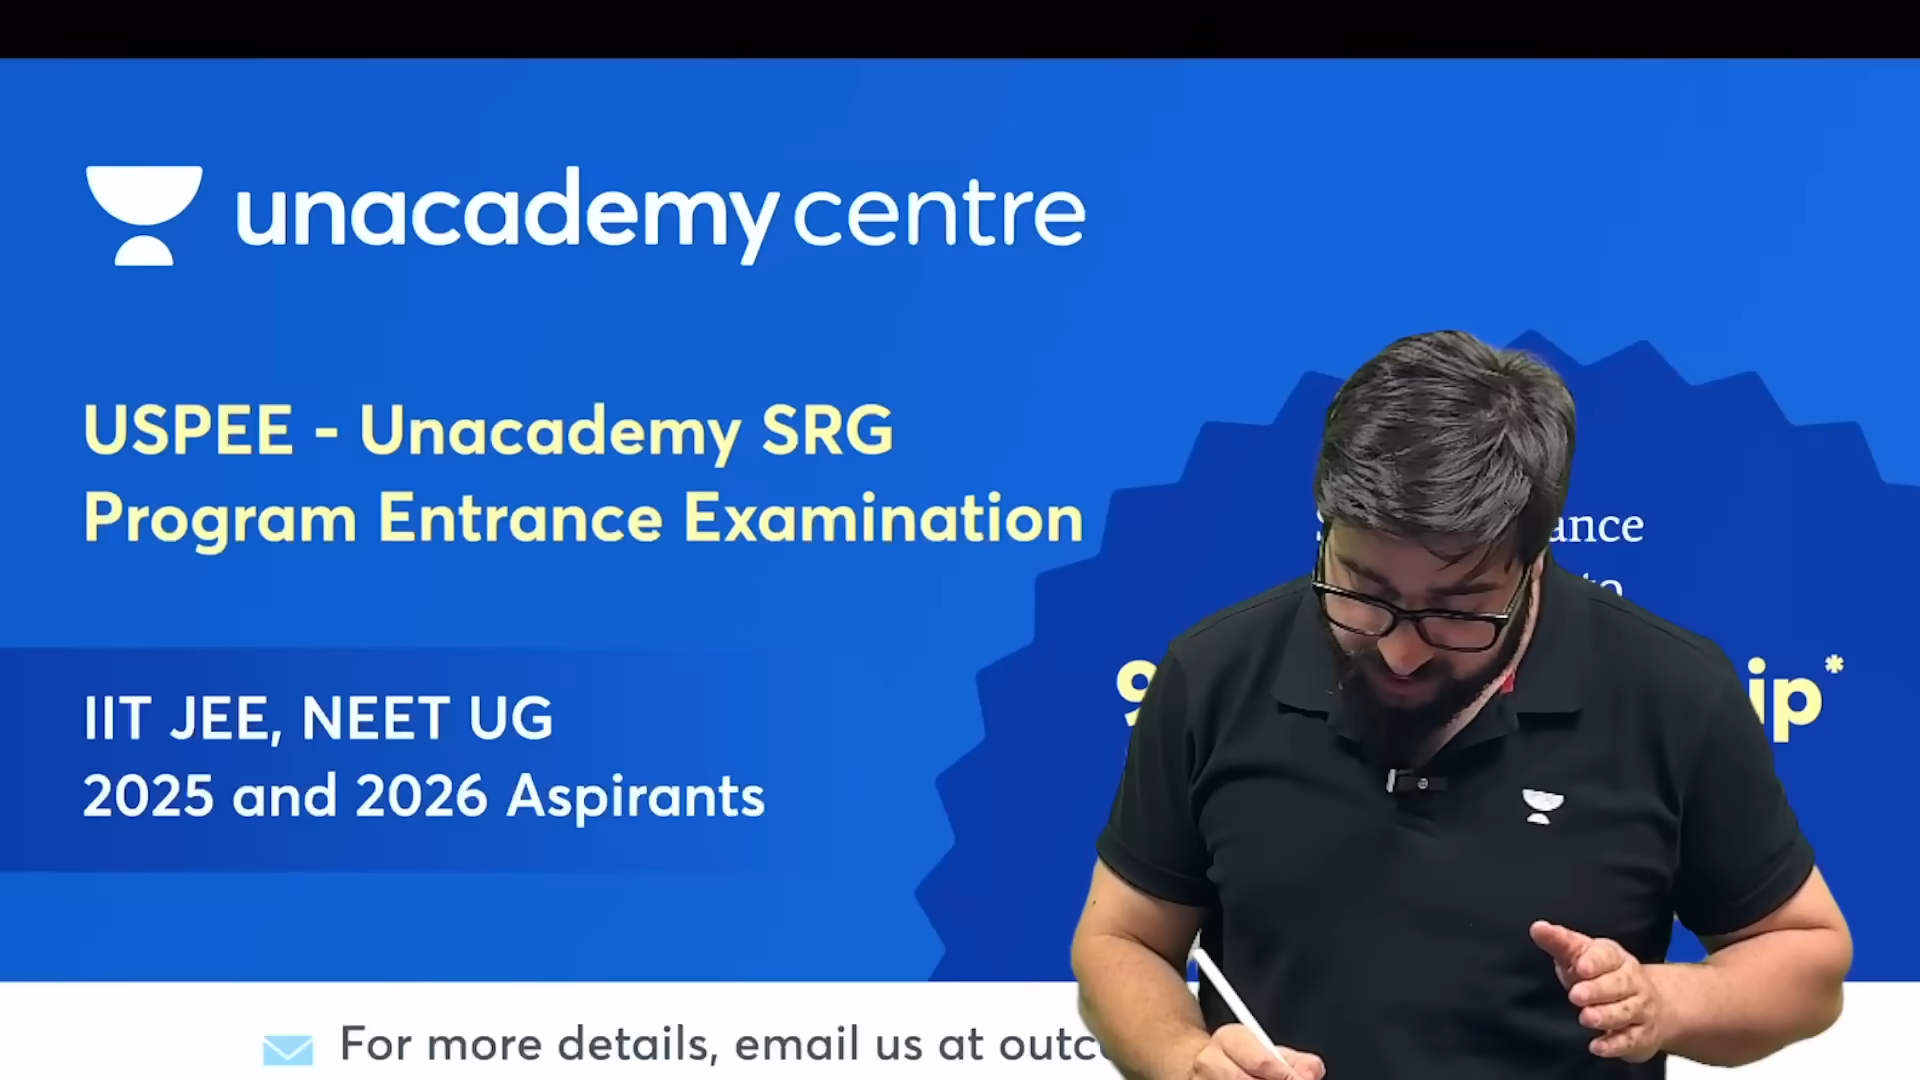 unacademy centre
USPEE - Unacademy SRG
Program Entrance Examination
IIT JEE, NEET UG
2025 and 2026 Aspirants
For more details, email us at